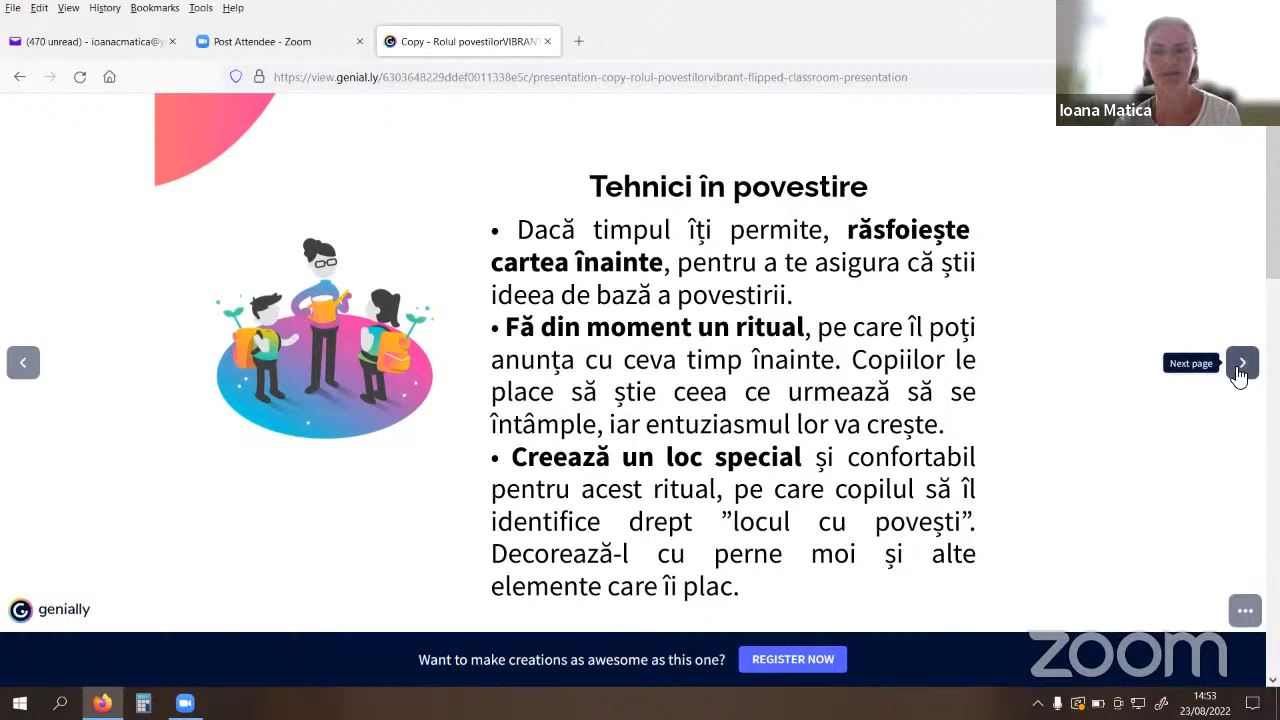 File Edit View History Bookmarks Tools Help
(470 unread) - ioanacmatica@y
Post Attendee - Zoom
Copy - Rolul povestilorVIBRANT
https://view.genial.ly/6303648229ddef0011338e5c/presentation-copy-rolul-povestilorvibrant-flipped-classroom-presentation
Ioana Matica
Tehnici în povestire
• Dacă timpul îți permite, răsfoiește
cartea înainte, pentru a te asigura că știi
ideea de bază a povestirii.
• Fă din moment un ritual, pe care îl poți
anunța cu ceva timp înainte. Copiilor le
place să știe ceea ce urmează să se
întâmple, iar entuziasmul lor va crește.
• Creează un loc special și confortabil
pentru acest ritual, pe care copilul să îl
identifice drept ”locul cu povești”.
Decorează-l cu perne moi și alte
elemente care îi plac.
Next page
genially
Want to make creations as awesome as this one? REGISTER NOW
zoom
14:53
23/08/2022